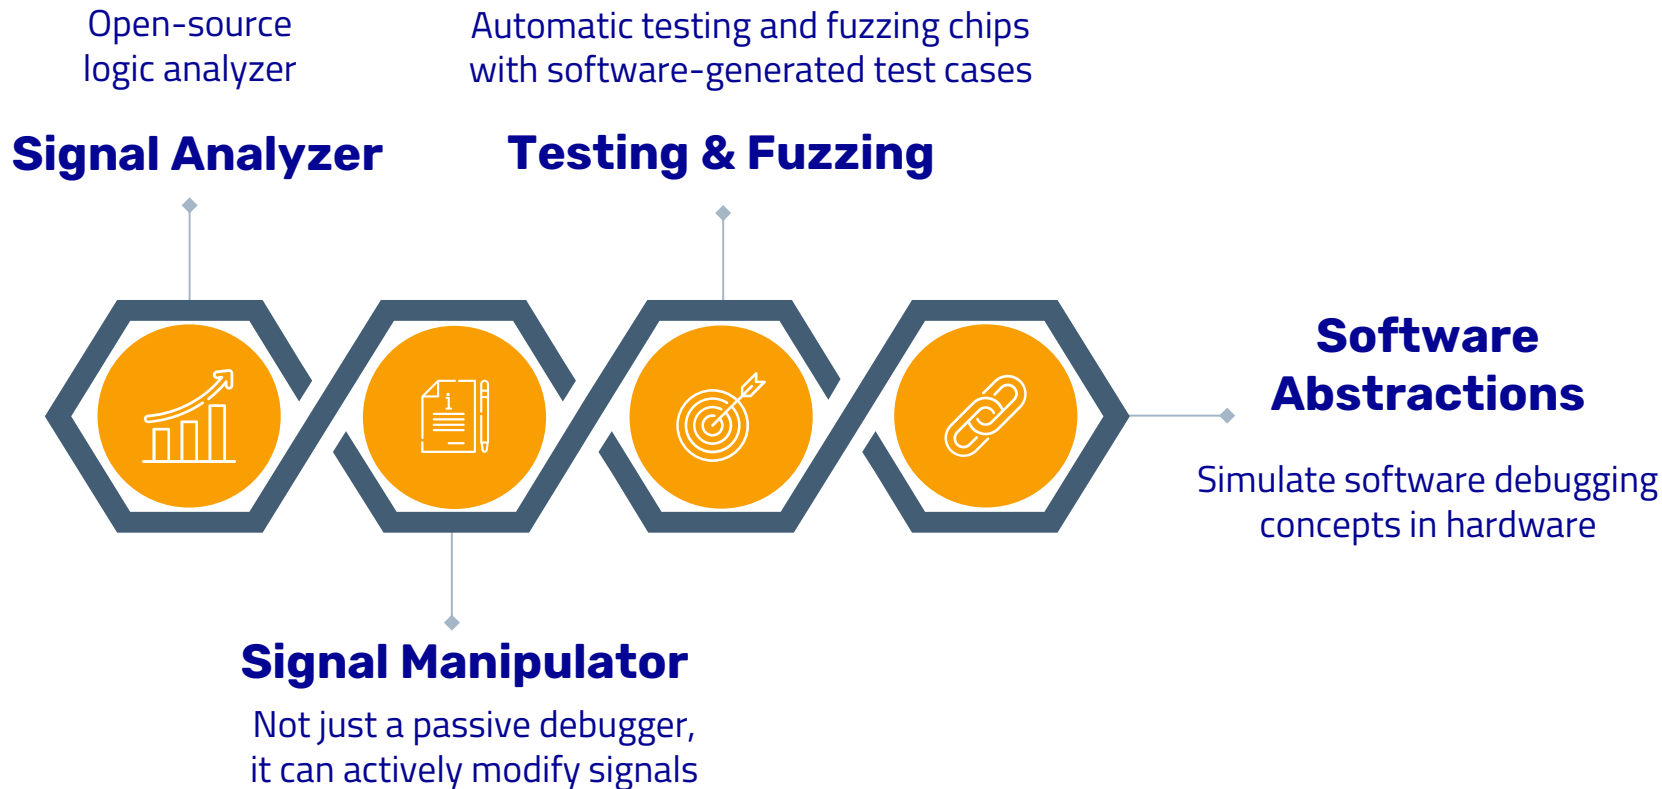 Open-source
logic analyzer
Signal Analyzer
Automatic testing and fuzzing chips
with software-generated test cases
Testing & Fuzzing
i
Software
Abstractions
Simulate software debugging
concepts in hardware
Signal Manipulator
Not just a passive debugger,
it can actively modify signals